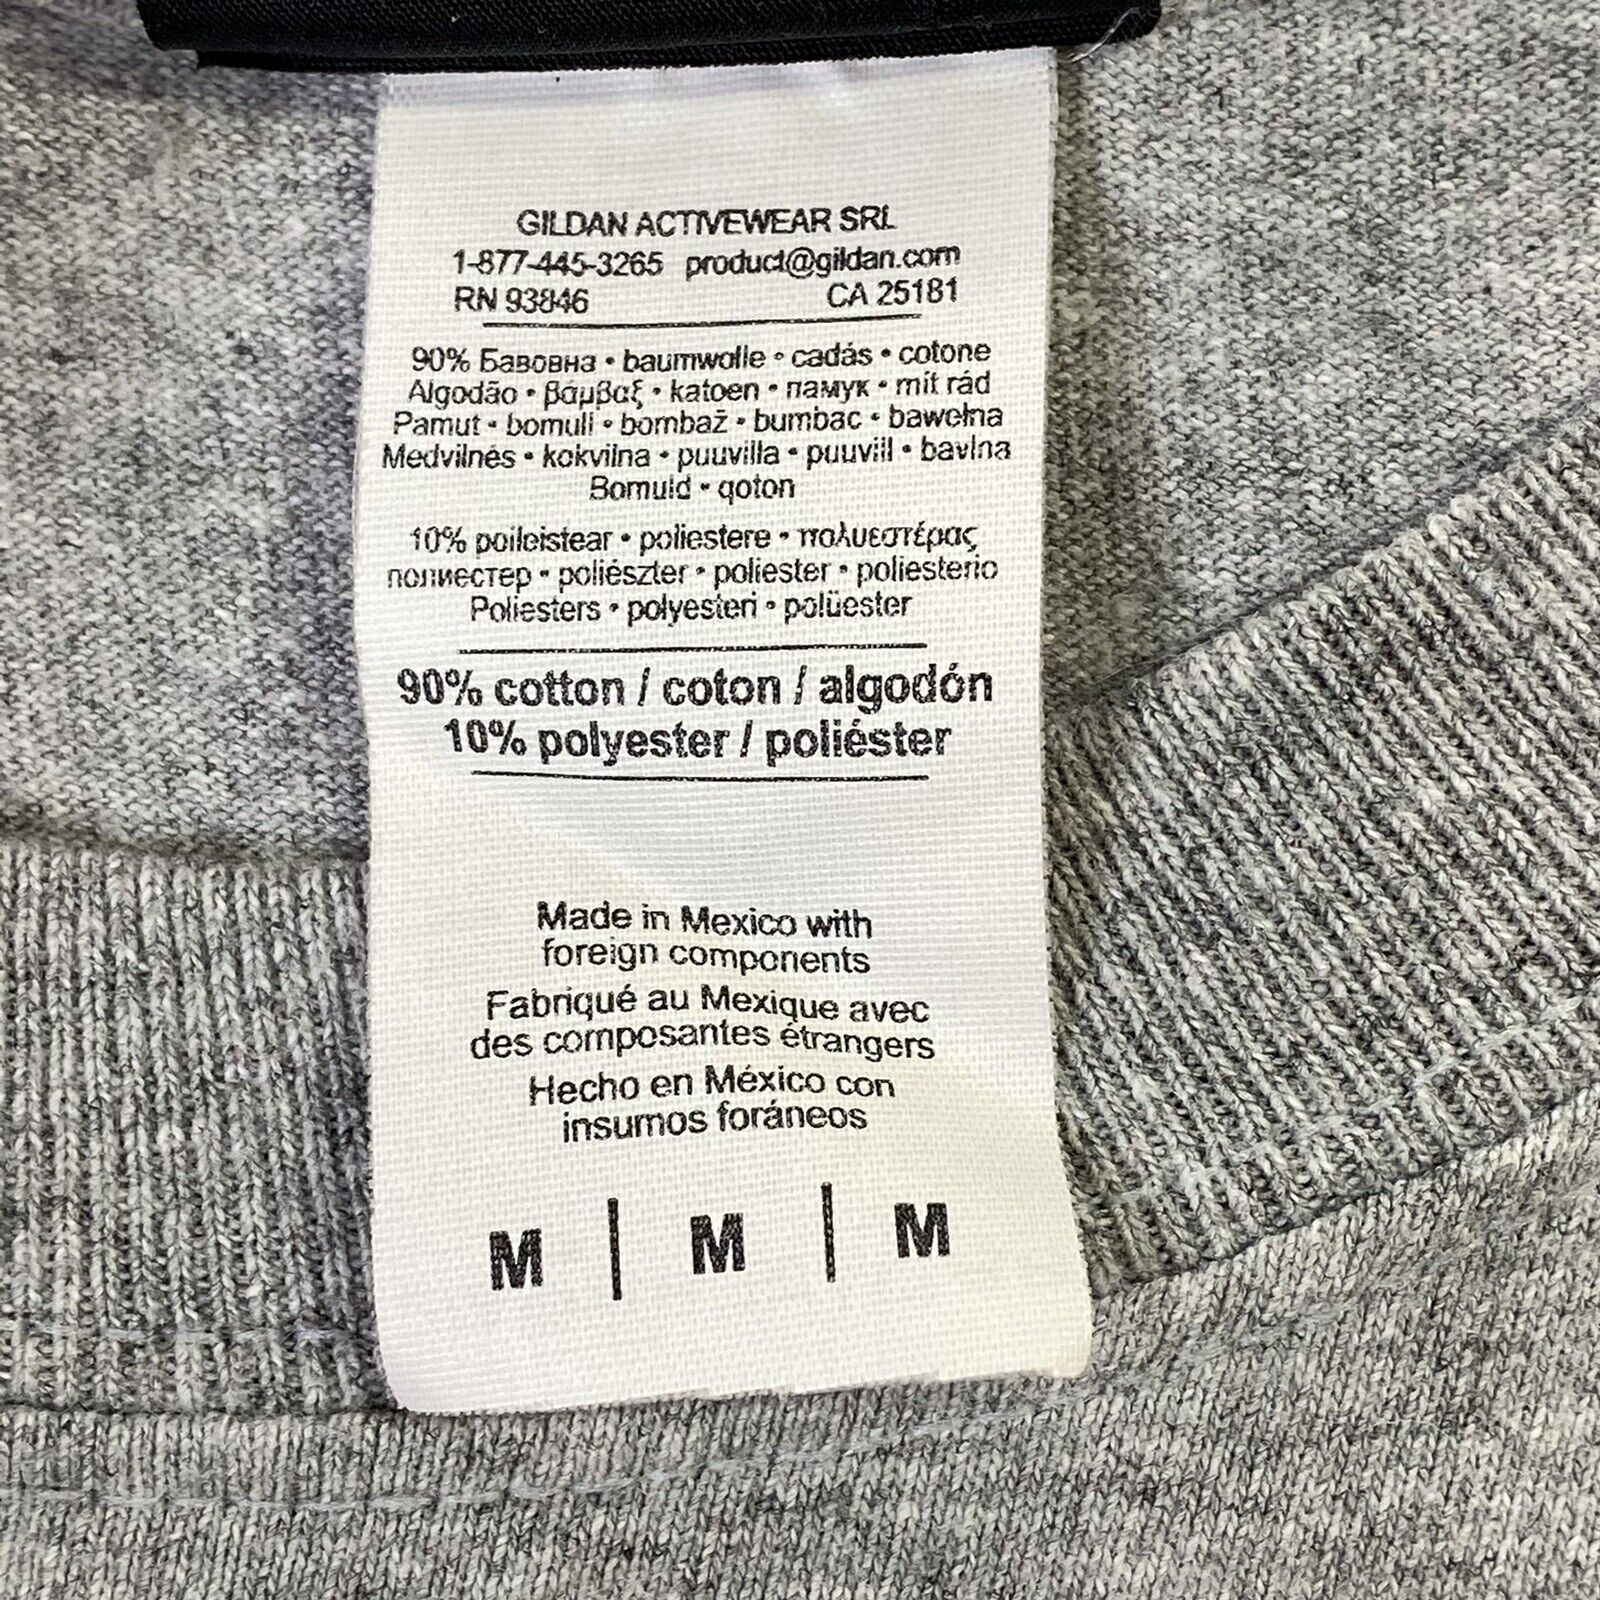 GILDAN ACTIVEWEAR SRL
1-877-445-3265 product@gildan.com
RN 93846 CA 25181
90% Бавовна • baumwolle • cadás • cotone
Algodão • βάμβαξ • katoen • памук • mit rád
Pamut • bomull • bombaž • bumbac • bawełna
Medvilnės • kokvilna • puuvilla • puuvill • bavlna
Bomuld • qoton
10% poileistear • poliestere • πολυεστέρας
полиестер • poliészter • poliester • poliesterio
Poliesters • polyesteri • polüester
90% cotton / coton / algodón
10% polyester / poliéster
Made in Mexico with
foreign components
Fabriqué au Mexique avec
des composantes étrangers
Hecho en México con
insumos foráneos
M | M | M